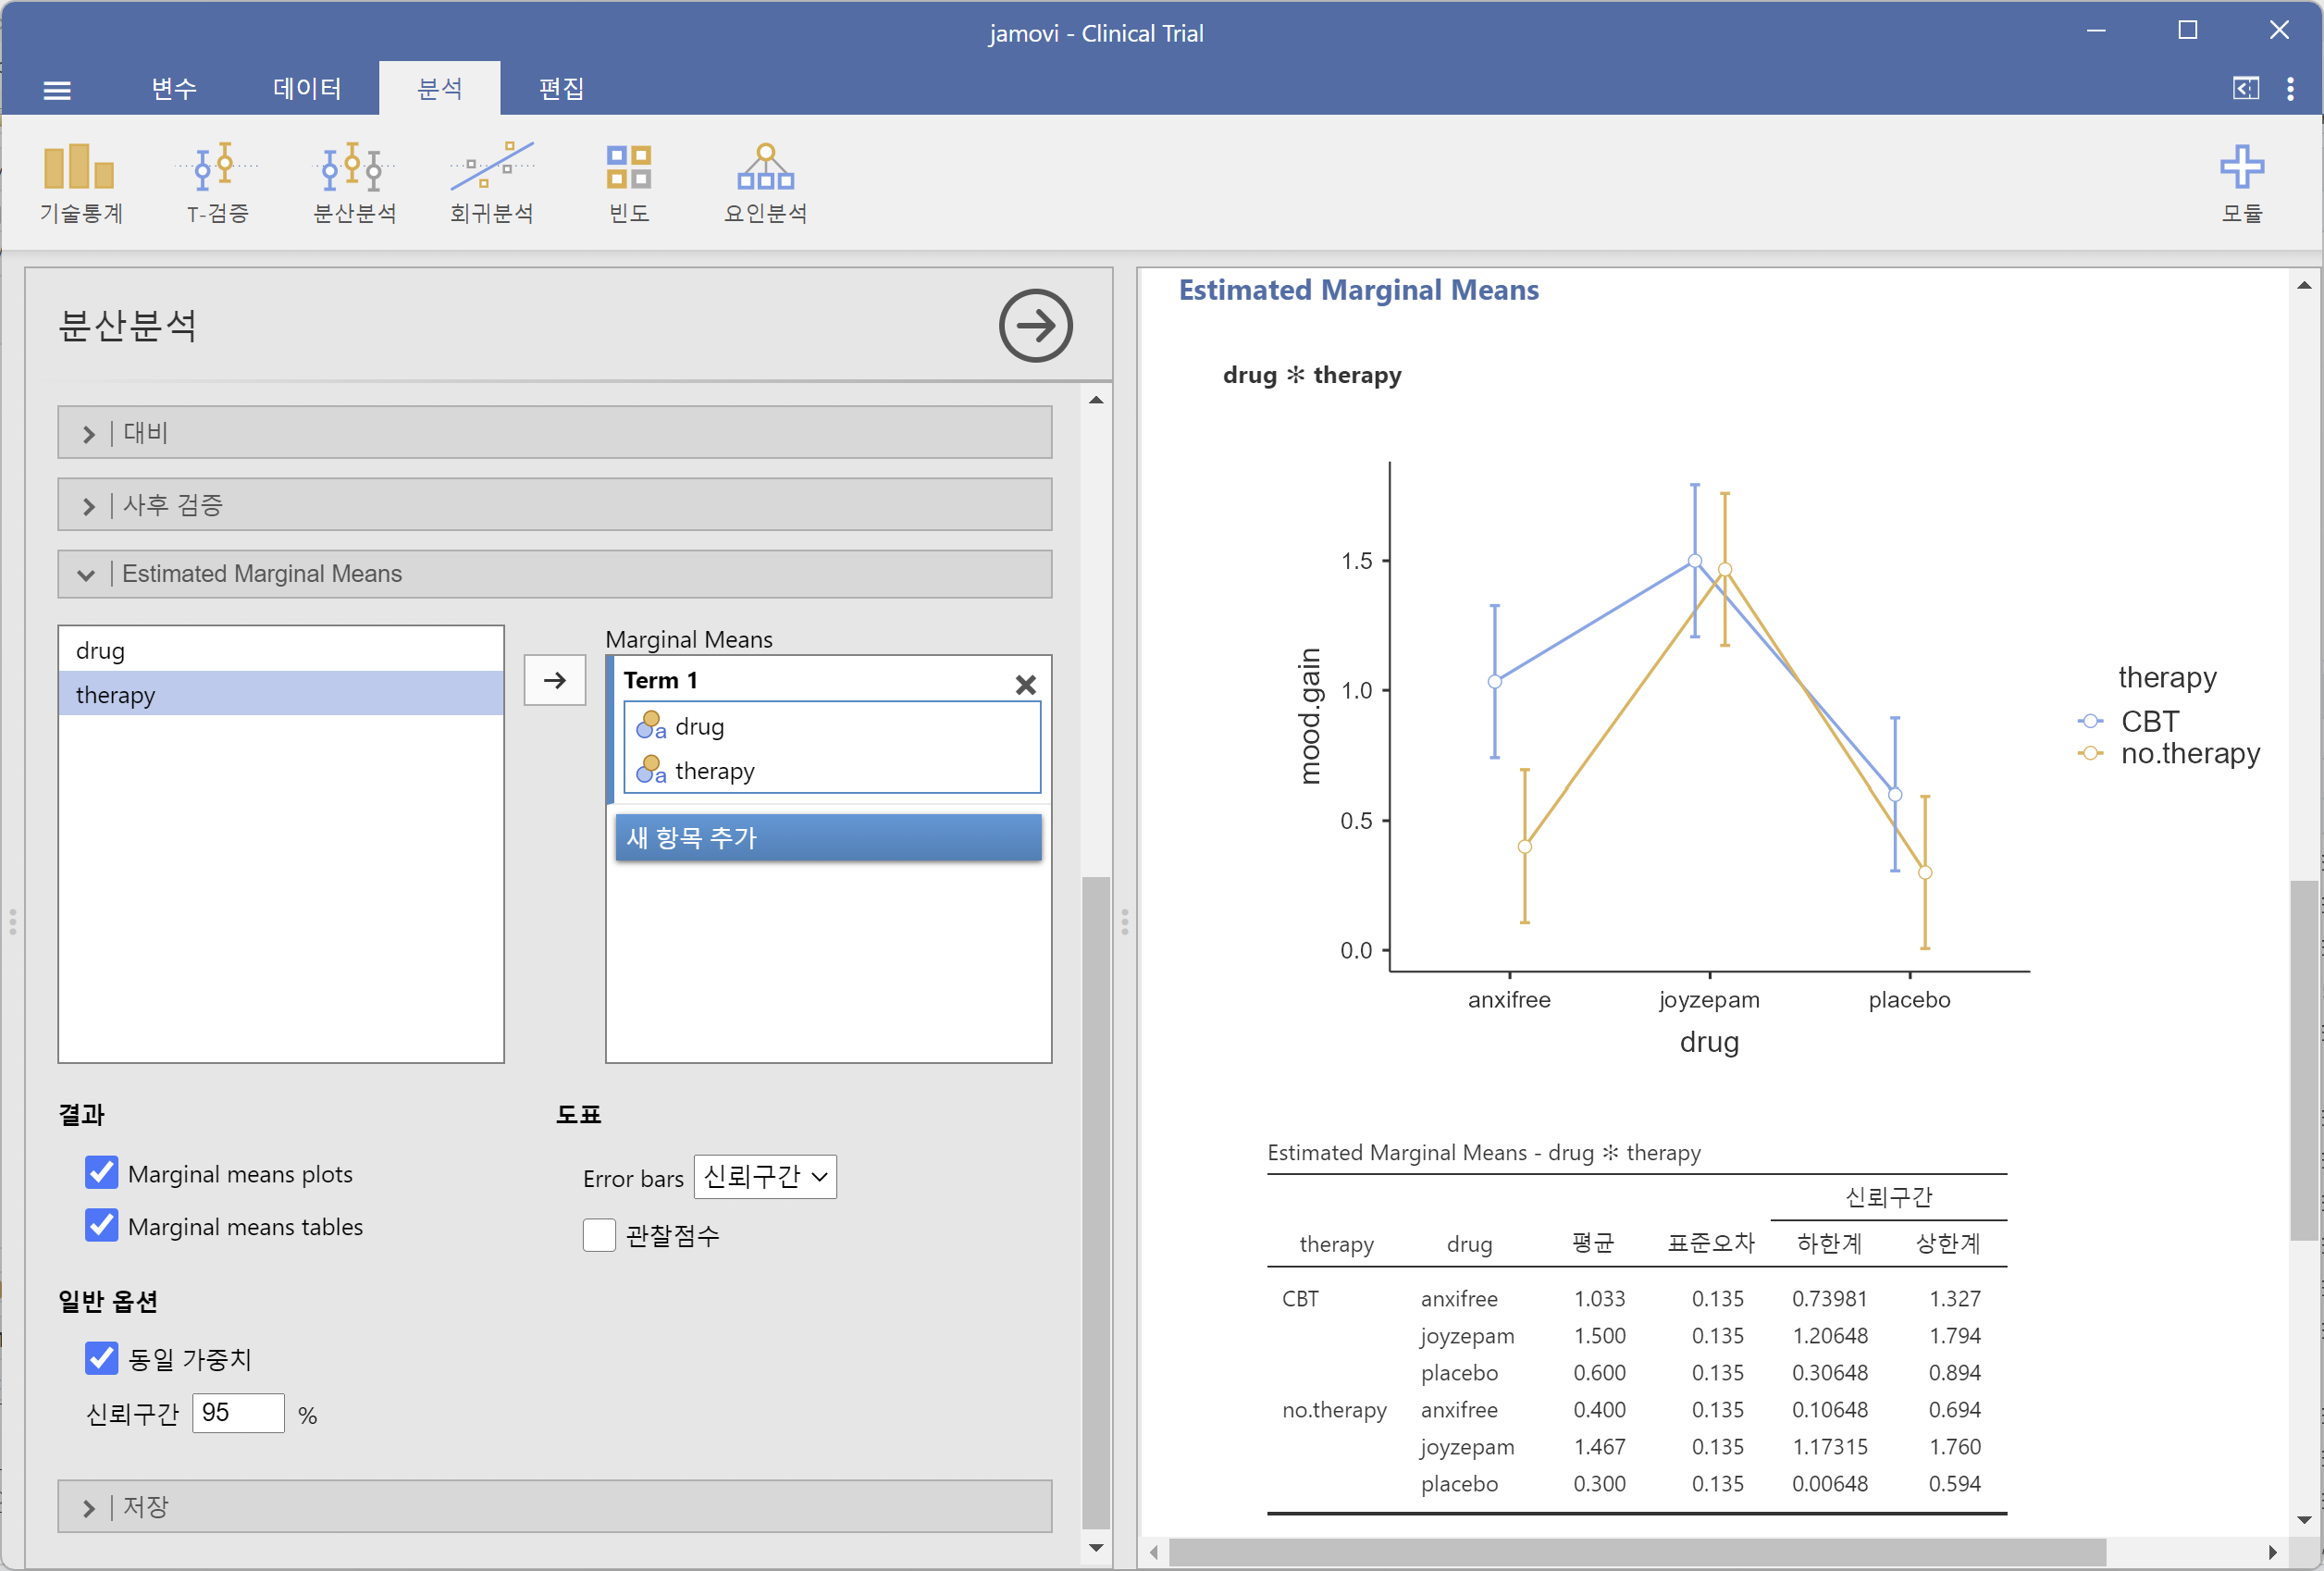 jamovi - Clinical Trial
변수 데이터 분석 편집
기술통계 T-검증 분산분석 회귀분석 빈도 요인분석 모듈
분산분석
대비
사후 검증
Estimated Marginal Means
drug
therapy
Marginal Means
Term 1
drug
therapy
새 항목 추가
결과
Marginal means plots
Marginal means tables
도표
Error bars 신뢰구간
관찰점수
일반 옵션
동일 가중치
신뢰구간 95 %
저장
Estimated Marginal Means
drug ✻ therapy
1.5
1.0
0.5
0.0
mood.gain
anxifree joyzepam placebo
drug
therapy
CBT
no.therapy
Estimated Marginal Means - drug ✻ therapy
신뢰구간
therapy drug 평균 표준오차 하한계 상한계
CBT anxifree 1.033 0.135 0.73981 1.327
joyzepam 1.500 0.135 1.20648 1.794
placebo 0.600 0.135 0.30648 0.894
no.therapy anxifree 0.400 0.135 0.10648 0.694
joyzepam 1.467 0.135 1.17315 1.760
placebo 0.300 0.135 0.00648 0.594